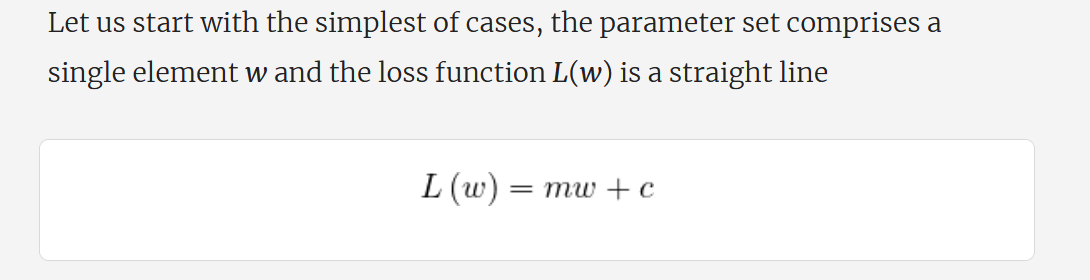 Let us start with the simplest of cases, the parameter set comprises a
single element w and the loss function L(w) is a straight line
L (w) = mw + c